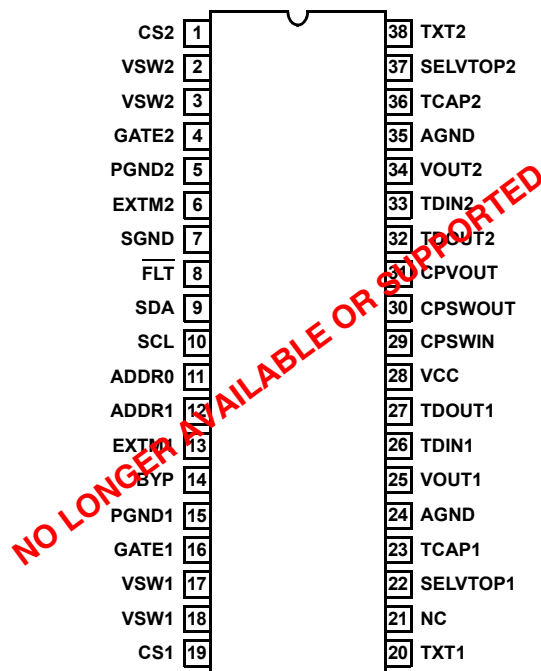 CS2 1 38 TXT2
VSW2 2 37 SELVTOP2
VSW2 3 36 TCAP2
GATE2 4 35 AGND
PGND2 5 34 VOUT2
EXTM2 6 33 TDIN2
SGND 7 32 TDOUT2
FLT 8 31 CPVOUT
SDA 9 30 CPSWOUT
SCL 10 29 CPSWIN
ADDR0 11 28 VCC
ADDR1 12 27 TDOUT1
EXTM1 13 26 TDIN1
BYP 14 25 VOUT1
PGND1 15 24 AGND
GATE1 16 23 TCAP1
VSW1 17 22 SELVTOP1
VSW1 18 21 NC
CS1 19 20 TXT1
NO LONGER AVAILABLE OR SUPPORTED